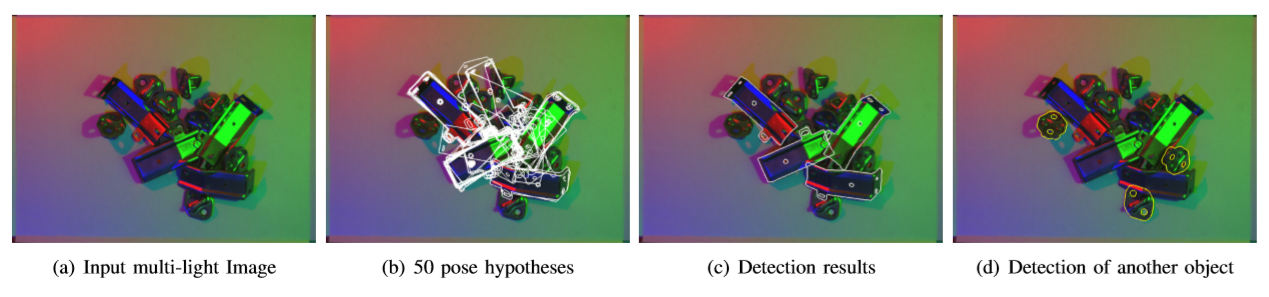 (a) Input multi-light Image
(b) 50 pose hypotheses
(c) Detection results
(d) Detection of another object